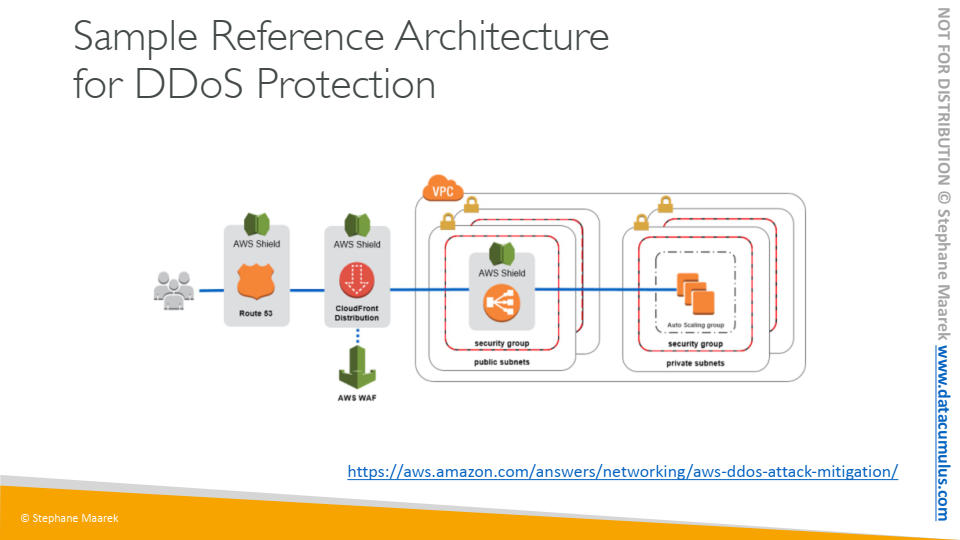 Sample Reference Architecture
for DDoS Protection
VPC
AWS Shield
Route 53
AWS Shield
CloudFront
Distribution
AWS WAF
AWS Shield
security group
public subnets
Auto Scaling group
security group
private subnets
https://aws.amazon.com/answers/networking/aws-ddos-attack-mitigation/
© Stephane Maarek
NOT FOR DISTRIBUTION © Stephane Maarek www.datacumulus.com